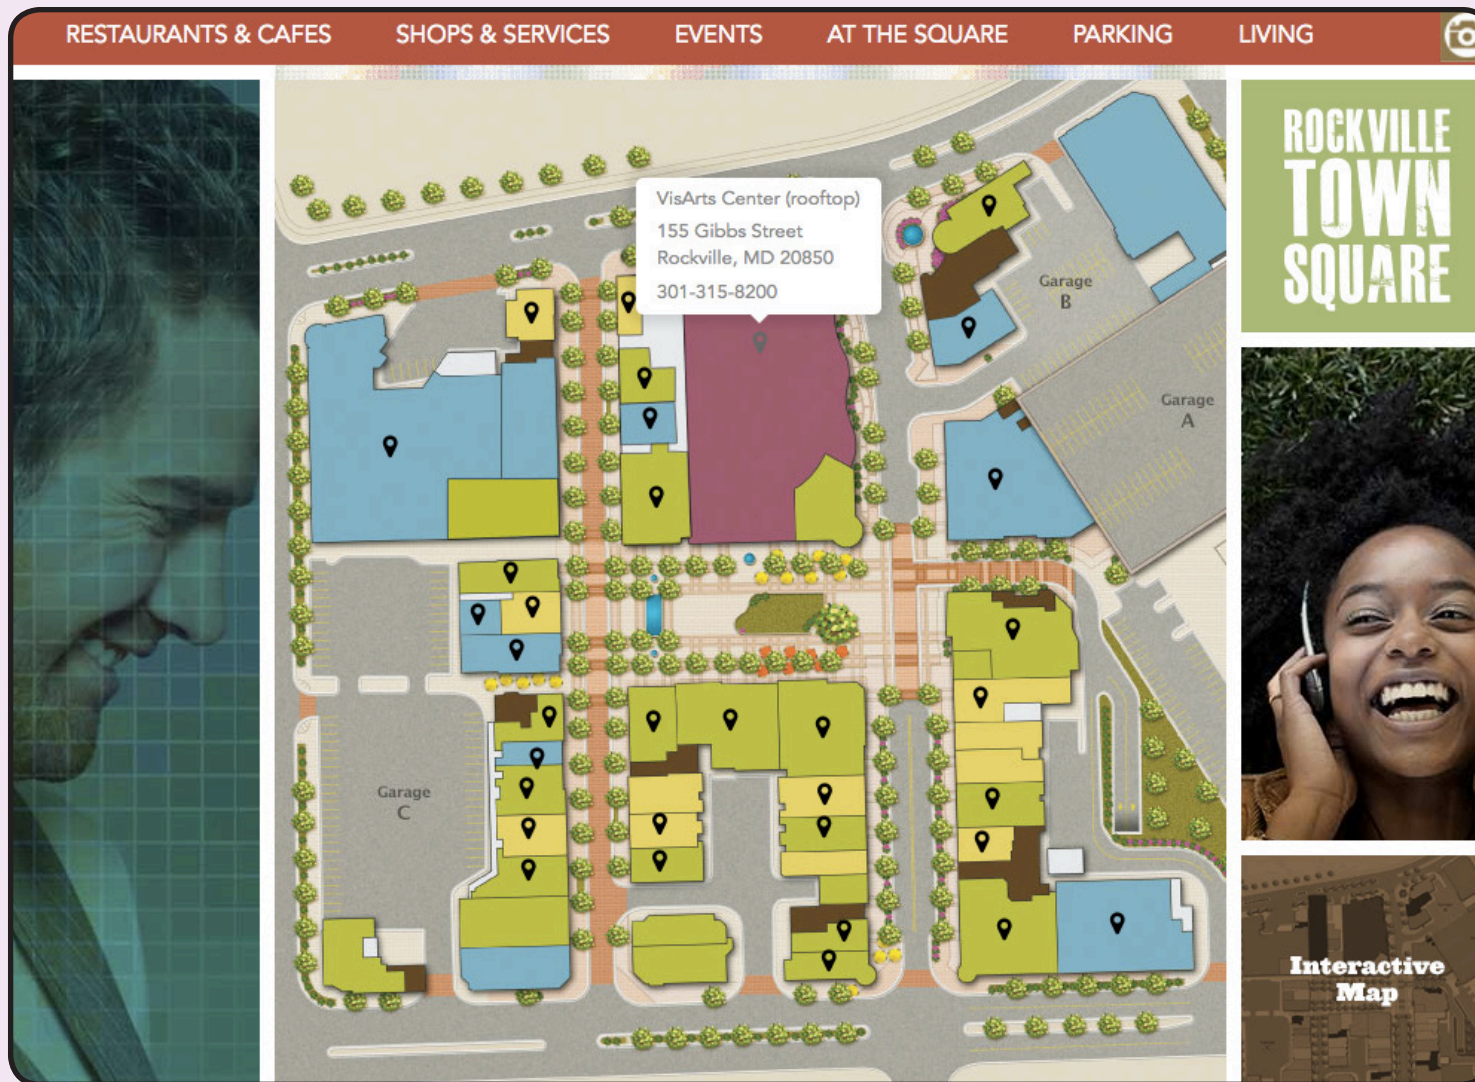 RESTAURANTS & CAFES SHOPS & SERVICES EVENTS AT THE SQUARE PARKING LIVING
VisArts Center (rooftop)
155 Gibbs Street
Rockville, MD 20850
301-315-8200
Garage
B
Garage
A
Garage
C
ROCKVILLE
TOWN
SQUARE
Interactive
Map